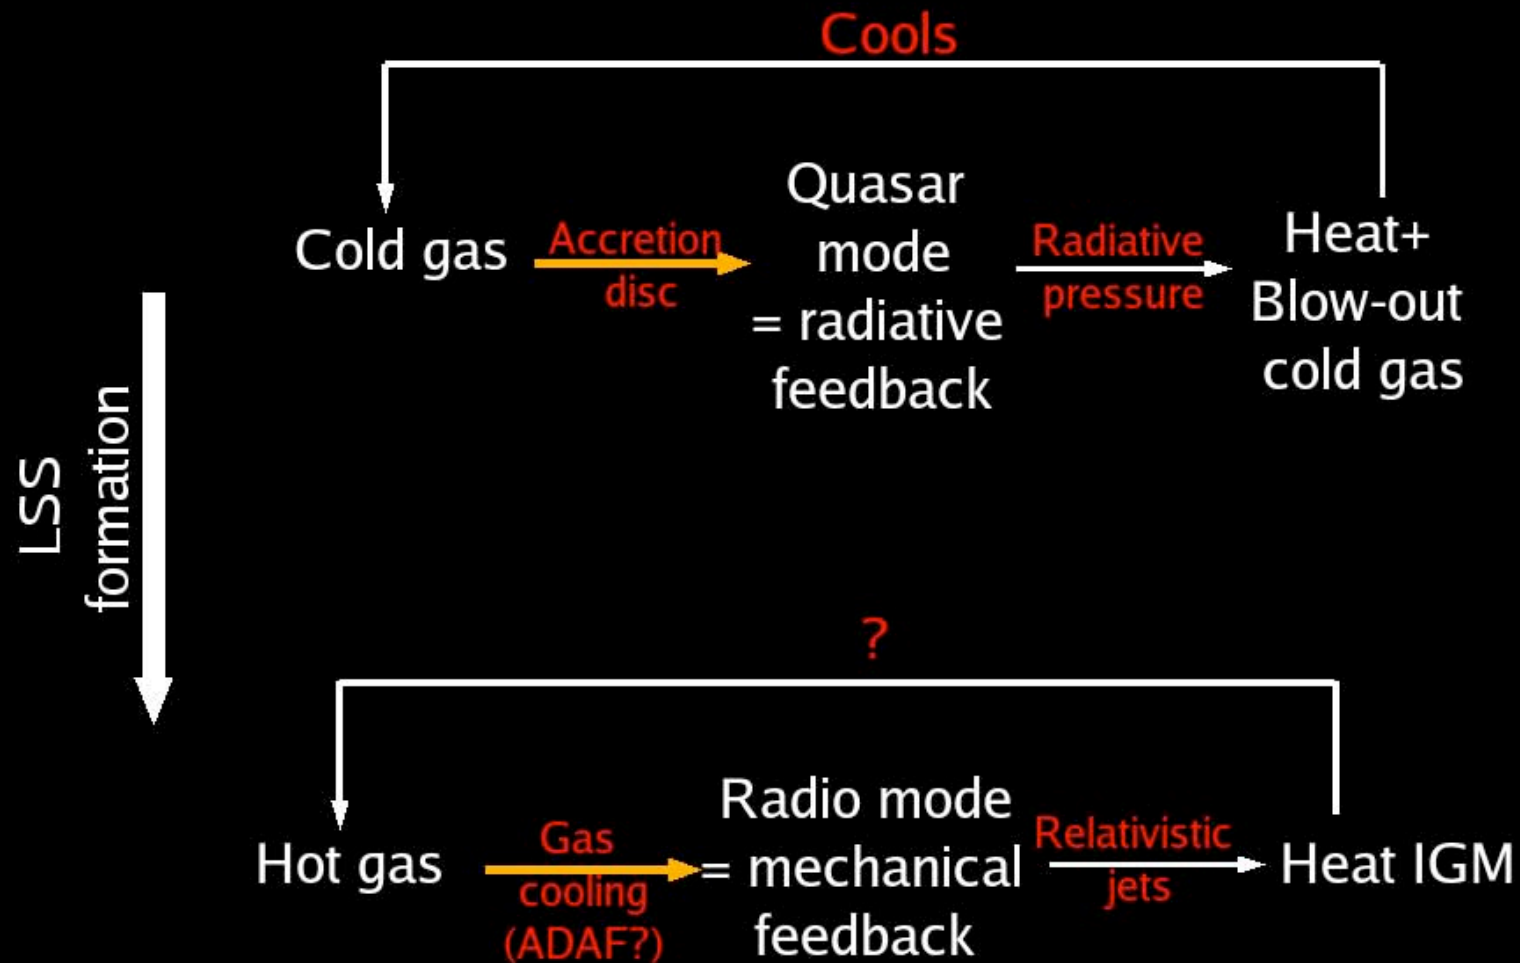 Cools
Cold gas
Accretion
disc
Quasar
mode
= radiative
feedback
Radiative
pressure
Heat+
Blow-out
cold gas
LSS
formation
?
Hot gas
Gas
cooling
(ADAF?)
Radio mode
= mechanical
feedback
Relativistic
jets
Heat IGM